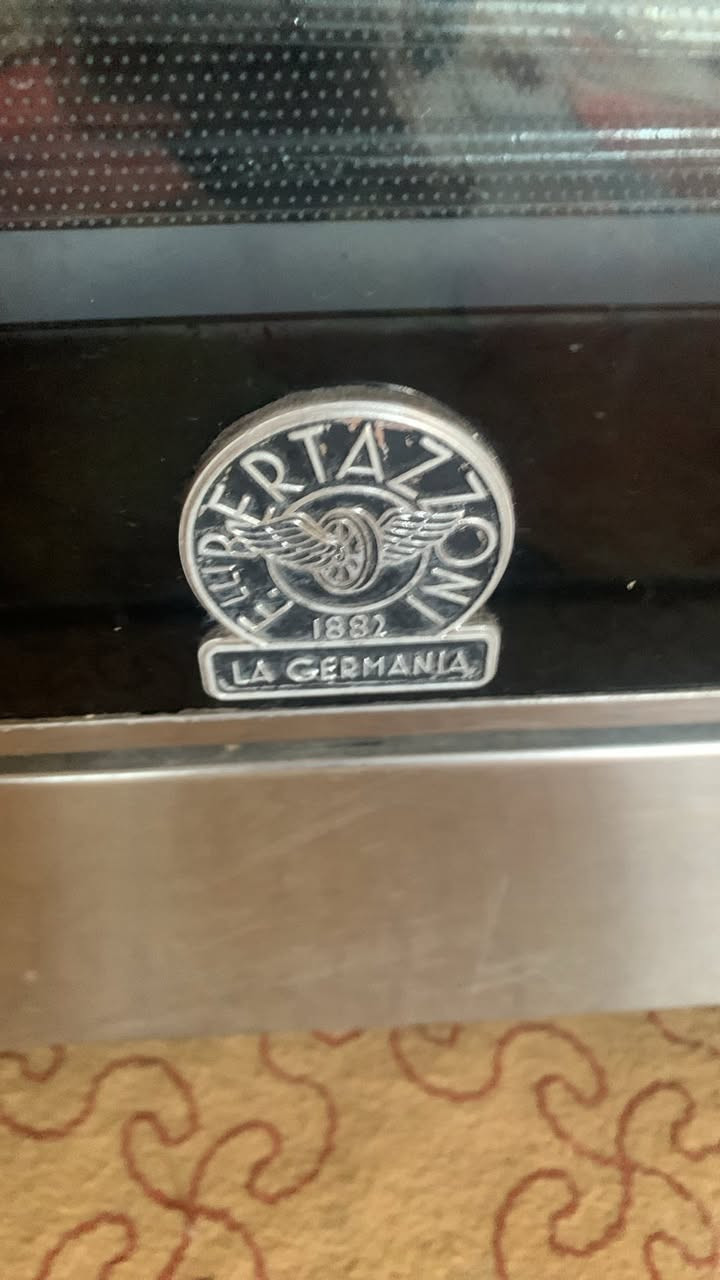 F.LLI BERTAZZONI
1882
LA GERMANIA